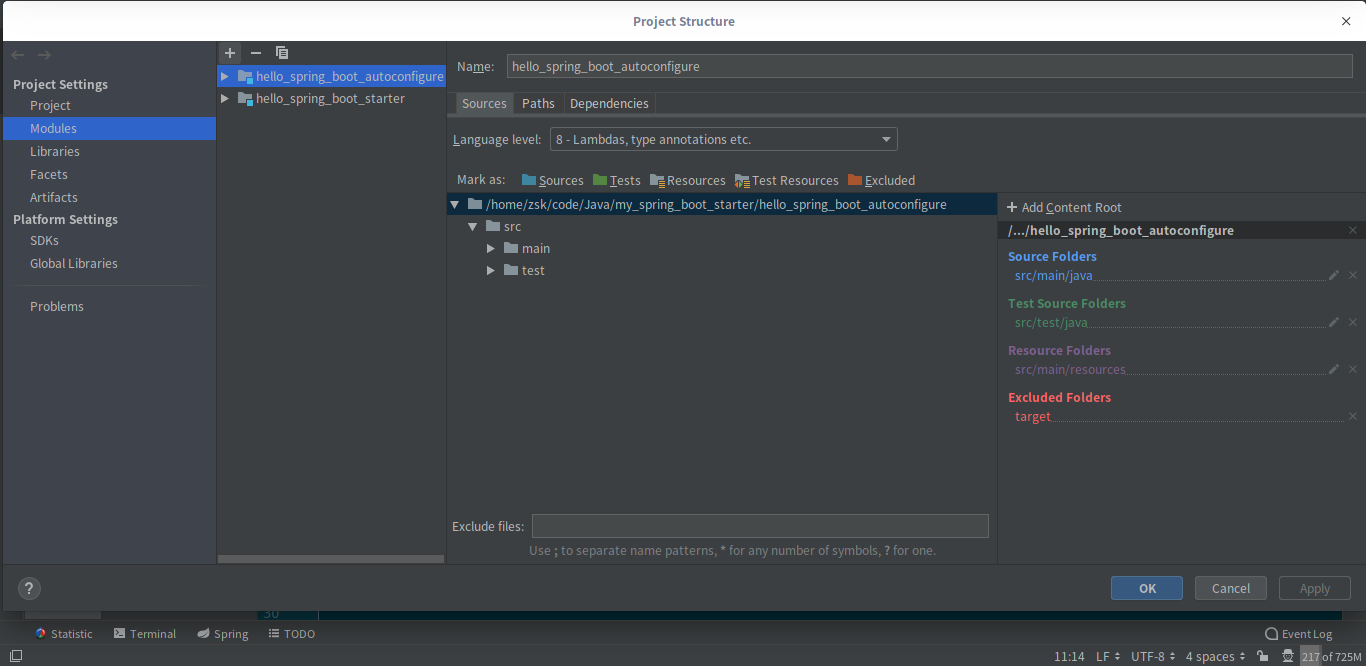 Project Structure
Project Settings
Project
Modules
Libraries
Facets
Artifacts
Platform Settings
SDKs
Global Libraries
Problems
hello_spring_boot_autoconfigure
hello_spring_boot_starter
Name: hello_spring_boot_autoconfigure
Sources Paths Dependencies
Language level: 8 - Lambdas, type annotations etc.
Mark as: Sources Tests Resources Test Resources Excluded
/home/zsk/code/Java/my_spring_boot_starter/hello_spring_boot_autoconfigure
src
main
test
Add Content Root
/.../hello_spring_boot_autoconfigure
Source Folders
src/main/java
Test Source Folders
src/test/java
Resource Folders
src/main/resources
Excluded Folders
target
Exclude files:
Use ; to separate name patterns, * for any number of symbols, ? for one.
? OK Cancel Apply
30
Statistic Terminal Spring TODO Event Log
11:14 LF UTF-8 4 spaces 217 of 725M